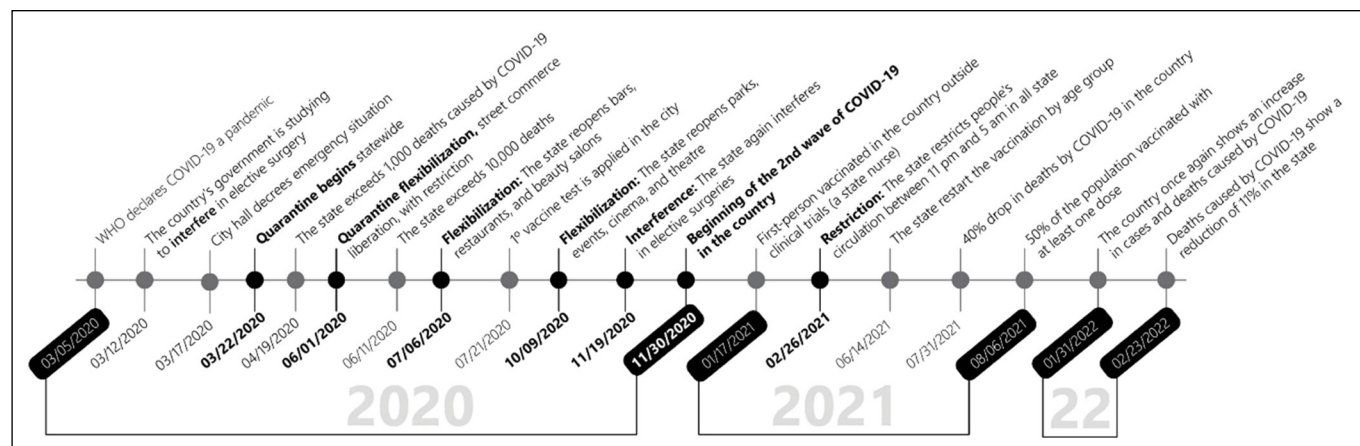 WHO declares COVID-19 a pandemic
The country's government is studying
to interfere in elective surgery
City hall decrees emergency situation
Quarantine begins statewide
The state exceeds 1,000 deaths caused by COVID-19
Quarantine flexibilization, street commerce
liberation, with restriction
The state exceeds 10,000 deaths
Flexibilization: The state reopens bars,
restaurants, and beauty salons
1º vaccine test is applied in the city
Flexibilization: The state reopens parks,
events, cinema, and theatre
Interference: The state again interferes
in elective surgeries
Beginning of the 2nd wave of COVID-19
in the country
First-person vaccinated in the country outside
clinical trials (a state nurse)
Restriction: The state restricts people's
circulation between 11 pm and 5 am in all state
The state restart the vaccination by age group
40% drop in deaths by COVID-19 in the country
50% of the population vaccinated with
at least one dose
The country once again shows an increase
in cases and deaths caused by COVID-19
Deaths caused by COVID-19 show a
reduction of 11% in the state
03/05/2020
03/12/2020
03/17/2020
03/22/2020
04/19/2020
06/01/2020
06/11/2020
07/06/2020
07/21/2020
10/09/2020
11/19/2020
11/30/2020
01/17/2021
02/26/2021
06/14/2021
07/31/2021
08/06/2021
01/31/2022
02/23/2022
2020
2021
22